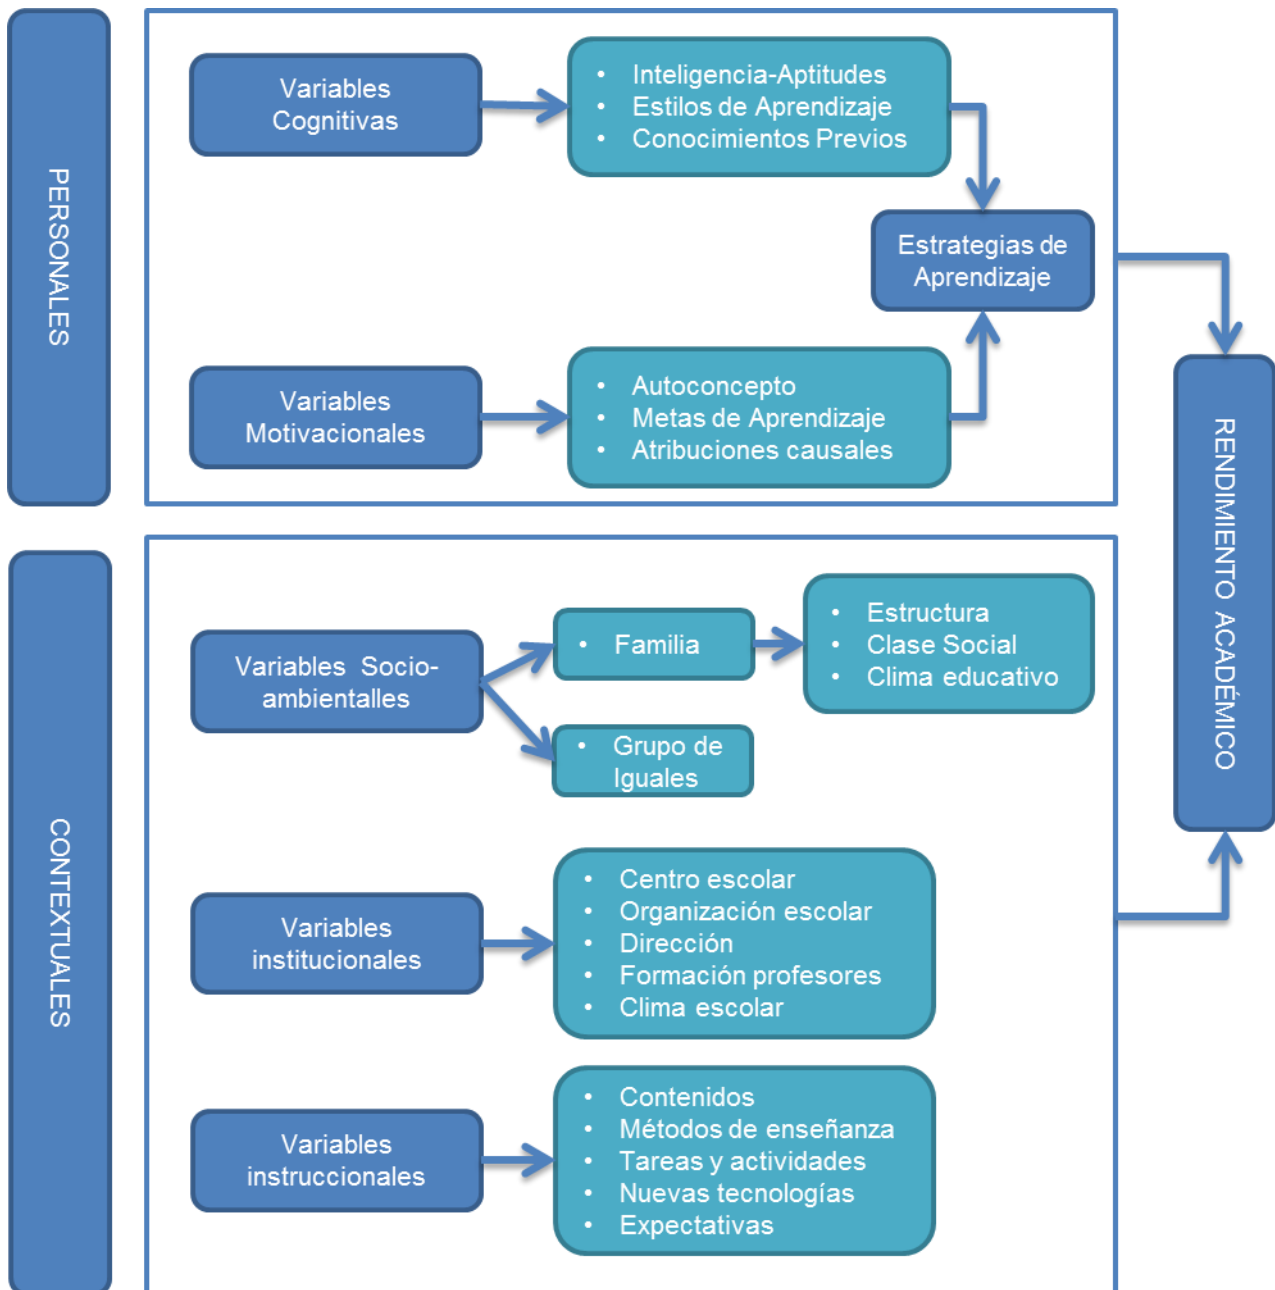 PERSONALES
Variables
Cognitivas
• Inteligencia-Aptitudes
• Estilos de Aprendizaje
• Conocimientos Previos
Estrategias de
Aprendizaje
Variables
Motivacionales
• Autoconcepto
• Metas de Aprendizaje
• Atribuciones causales
RENDIMIENTO ACADÉMICO
CONTEXTUALES
Variables Socio-
ambientalles
• Familia
• Estructura
• Clase Social
• Clima educativo
• Grupo de
Iguales
Variables
institucionales
• Centro escolar
• Organización escolar
• Dirección
• Formación profesores
• Clima escolar
Variables
instruccionales
• Contenidos
• Métodos de enseñanza
• Tareas y actividades
• Nuevas tecnologías
• Expectativas